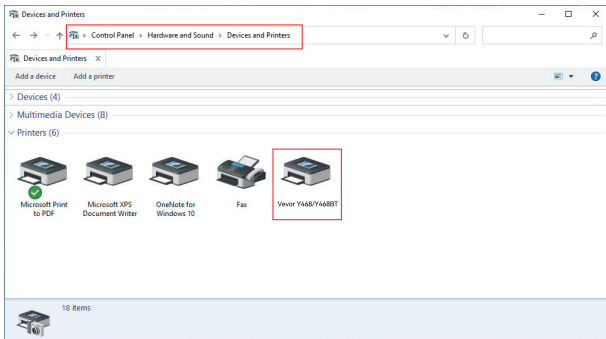 Devices and Printers
Control Panel > Hardware and Sound > Devices and Printers
Devices and Printers X
Add a device Add a printer
> Devices (4)
> Multimedia Devices (8)
Printers (6)
Microsoft Print
to PDF
Microsoft XPS
Document Writer
OneNote for
Windows 10
Fax
Vevor Y468/Y468BT
18 items